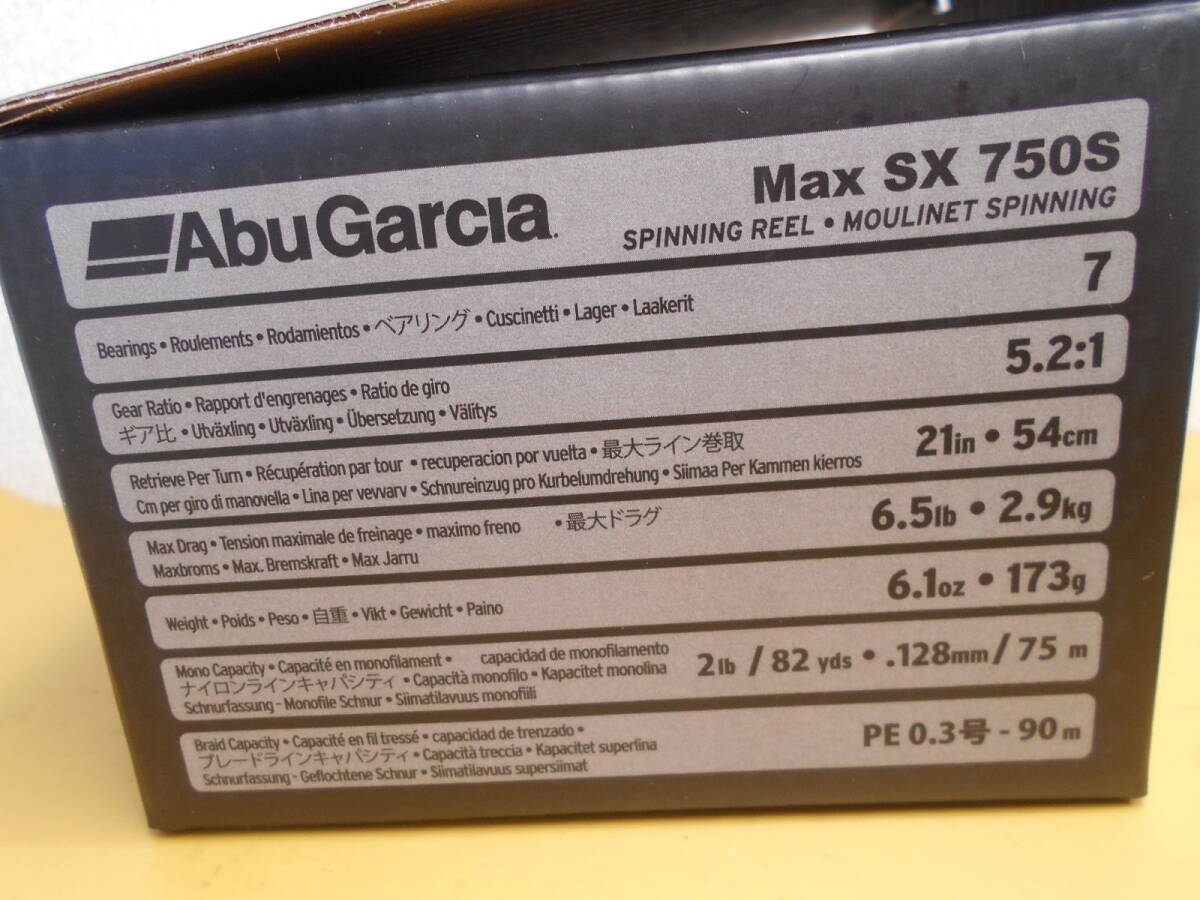 AbuGarcia.
Max SX 750S
SPINNING REEL • MOULINET SPINNING
Bearings • Roulements • Rodamientos • ベアリング • Cuscinetti • Lager • Laakerit
7
Gear Ratio • Rapport d'engrenages • Ratio de giro
ギア比 • Utväxling • Utväxling • Übersetzung • Välitys
5.2:1
Retrieve Per Turn • Récupération par tour • recuperacion por vuelta • 最大ライン巻取
Cm per giro di manovella • Lina per vevvarv • Schnureinzug pro Kurbelumdrehung • Siimaa Per Kammen kierros
21in • 54cm
Max Drag • Tension maximale de freinage • maximo freno • 最大ドラグ
Maxbroms • Max. Bremskraft • Max Jarru
6.5lb • 2.9kg
Weight • Poids • Peso • 自重 • Vikt • Gewicht • Paino
6.1oz • 173g
Mono Capacity • Capacité en monofilament • capacidad de monofilamento
ナイロンラインキャパシティ • Capacità monofilo • Kapacitet monolina
Schnurfassung - Monofile Schnur • Siimatilavuus monofiili
2lb / 82 yds • .128mm / 75 m
Braid Capacity • Capacité en fil tressé • capacidad de trenzado •
ブレードラインキャパシティ • Capacità treccia • Kapacitet superlina
Schnurfassung - Geflochtene Schnur • Siimatilavuus supersiimat
PE 0.3号 - 90 m